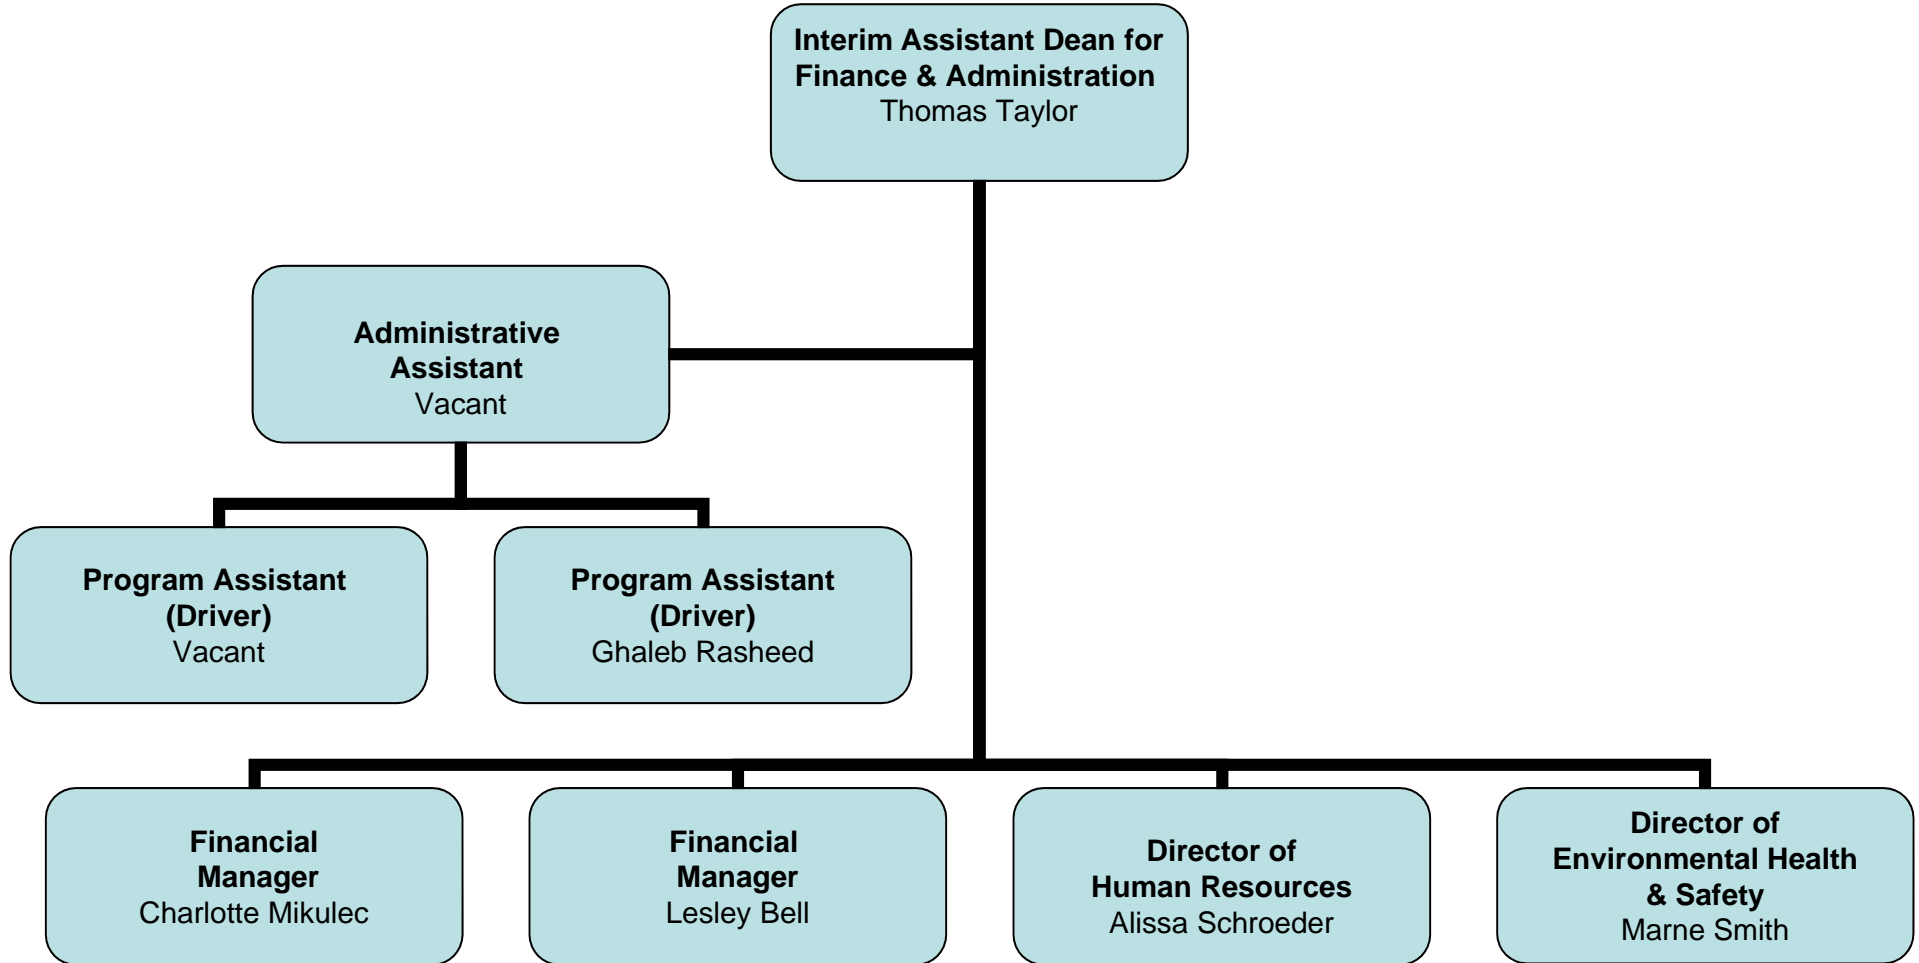 Interim Assistant Dean for
Finance & Administration
Thomas Taylor
Administrative
Assistant
Vacant
Program Assistant
(Driver)
Vacant
Program Assistant
(Driver)
Ghaleb Rasheed
Financial
Manager
Charlotte Mikulec
Financial
Manager
Lesley Bell
Director of
Human Resources
Alissa Schroeder
Director of
Environmental Health
& Safety
Marne Smith